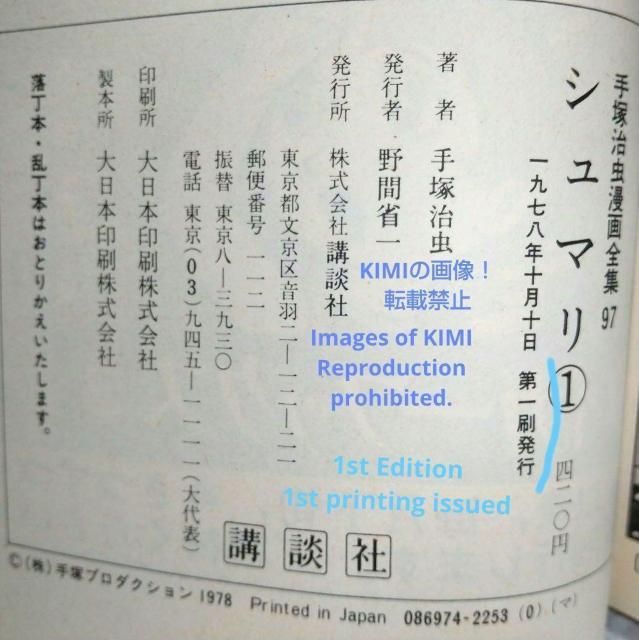 手塚治虫漫画全集 97
シュマリ①
四二〇円
一九七八年十月十日 第一刷発行
著者 手塚治虫
発行者 野間省一
発行所 株式会社 講談社
東京都文京区音羽二―一二―二一
郵便番号 一一二
振替 東京八―三九三〇
電話 東京(03)九四五―一一一一(大代表)
印刷所 大日本印刷株式会社
製本所 大日本印刷株式会社
落丁本・乱丁本はおとりかえいたします。
講談社
©(株)手塚プロダクション 1978 Printed in Japan 086974-2253 (0) (マ)
KIMIの画像！
転載禁止
Images of KIMI
Reproduction
prohibited.
1st Edition
1st printing issued